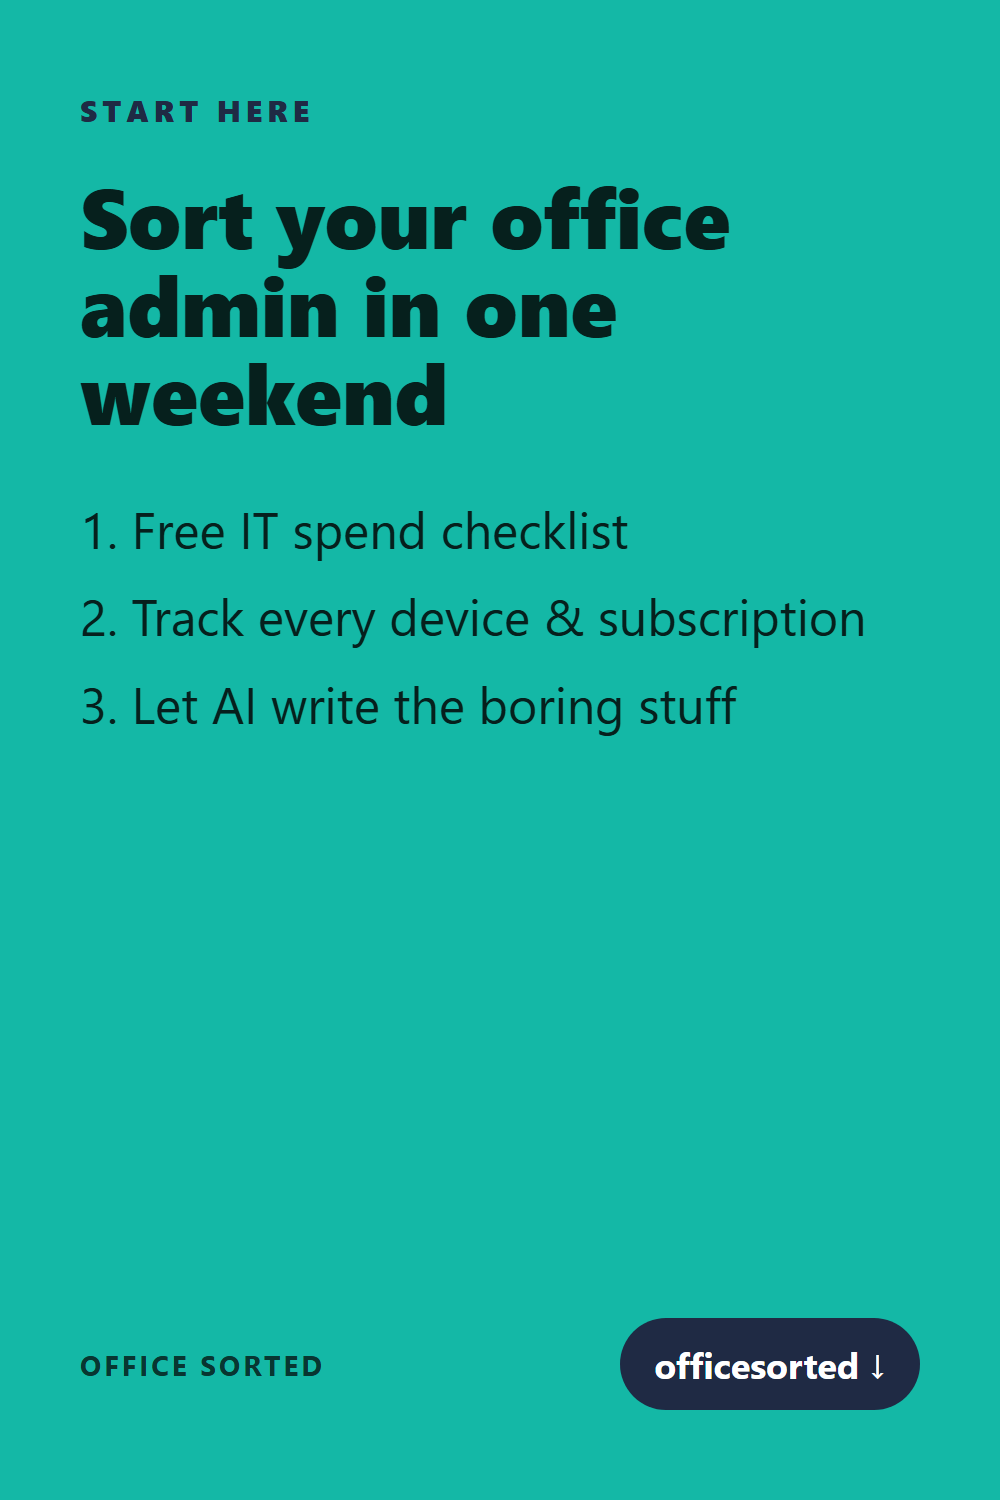 START HERE
Sort your office
admin in one
weekend
1. Free IT spend checklist
2. Track every device & subscription
3. Let AI write the boring stuff
OFFICE SORTED
officesorted ↓